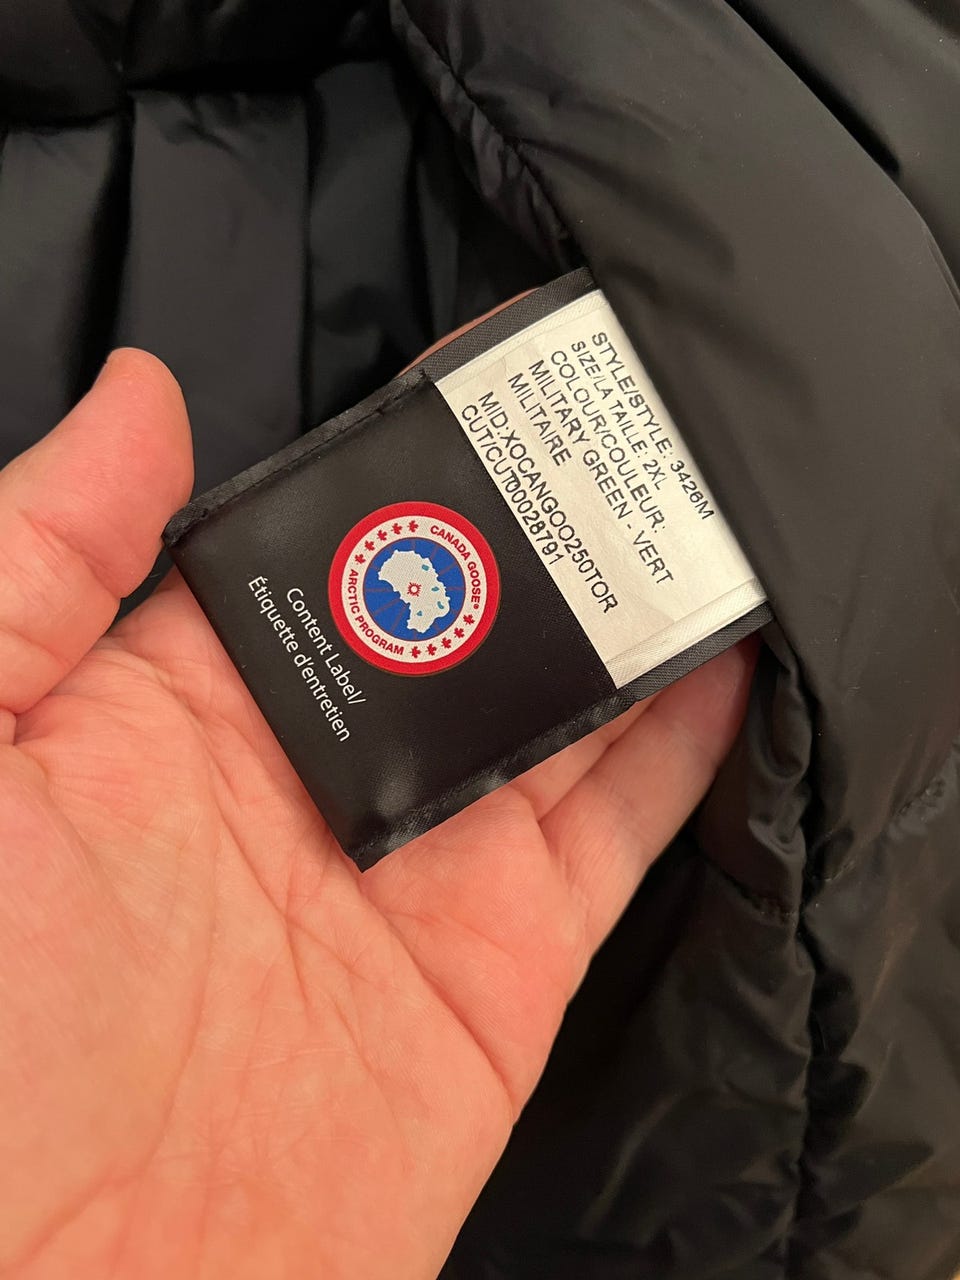 STYLE/STYLE: 3426M
SIZE/LA TAILLE: 2XL
COLOUR/COULEUR:
MILITARY GREEN - VERT
MILITAIRE
MID:XOCANGOO250TOR
CUT/CUT00028791
CANADA GOOSE®
ARCTIC PROGRAM
Content Label/
Étiquette d'entretien